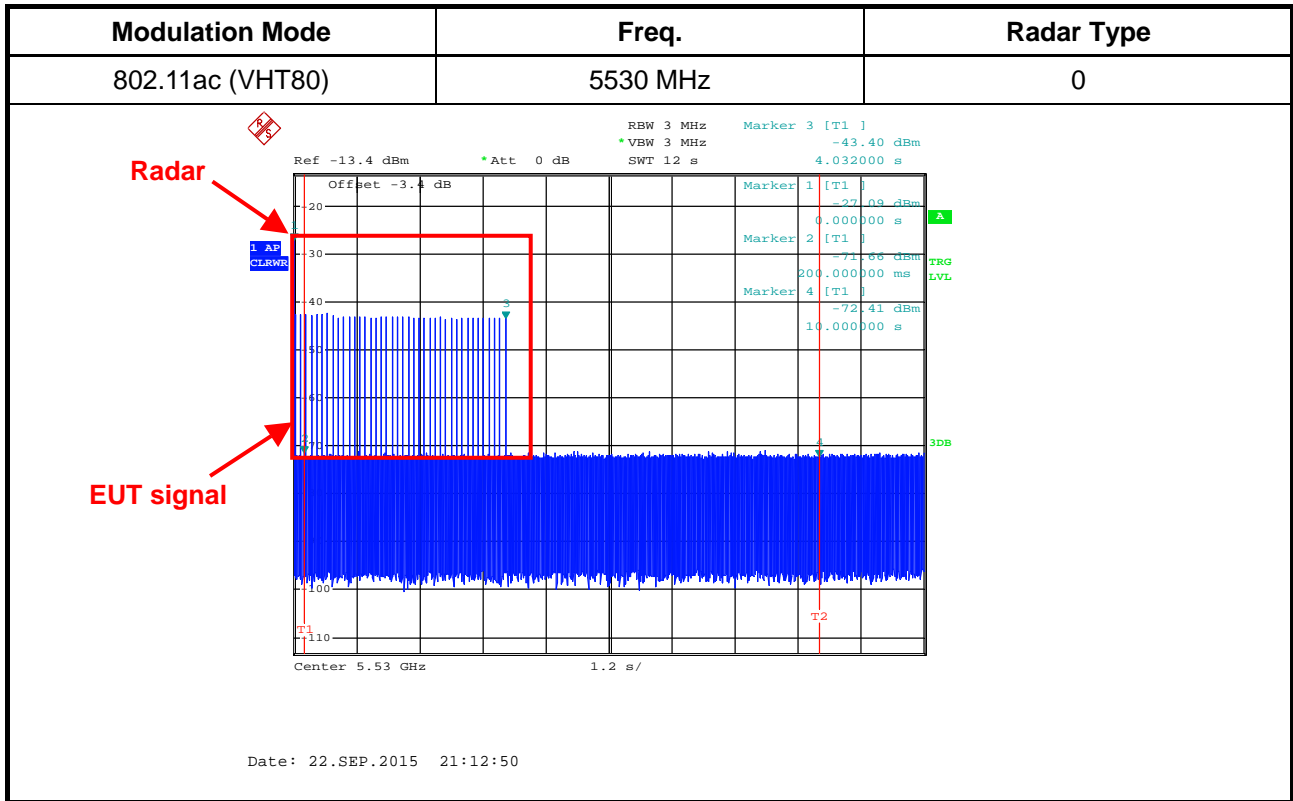 Modulation Mode Freq. Radar Type
802.11ac (VHT80) 5530 MHz 0
R S
RBW 3 MHz Marker 3 [T1 ]
*VBW 3 MHz -43.40 dBm
Ref -13.4 dBm *Att 0 dB SWT 12 s 4.032000 s
Radar
Offset -3.4 dB Marker 1 [T1 ]
-20 -27.09 dBm
1 0.000000 s A
Marker 2 [T1 ]
1 AP
-30 -71.66 dBm
CLRWR TRG
200.000000 ms LVL
Marker 4 [T1 ]
-40 3 -72.41 dBm
10.000000 s
-50
-60
2 -70 4 3DB
EUT signal
-100
T2
T1
-110
Center 5.53 GHz 1.2 s/
Date: 22.SEP.2015 21:12:50